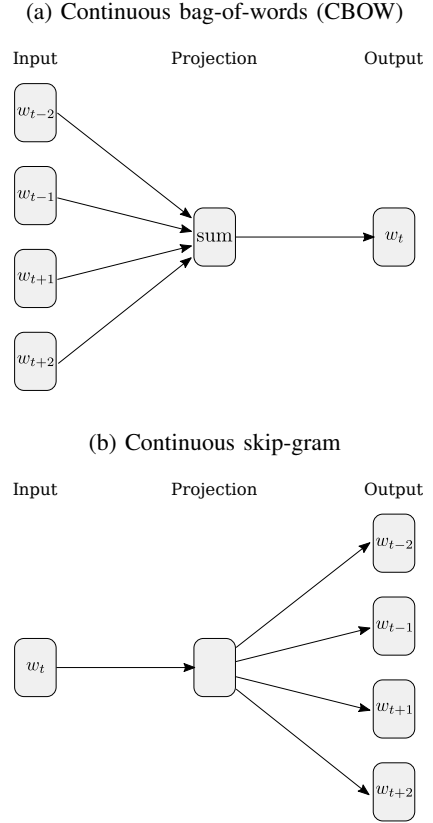 (a) Continuous bag-of-words (CBOW)
Input Projection Output
w_{t−2}
w_{t−1}
sum w_t
w_{t+1}
w_{t+2}
(b) Continuous skip-gram
Input Projection Output
w_{t−2}
w_{t−1}
w_t
w_{t+1}
w_{t+2}